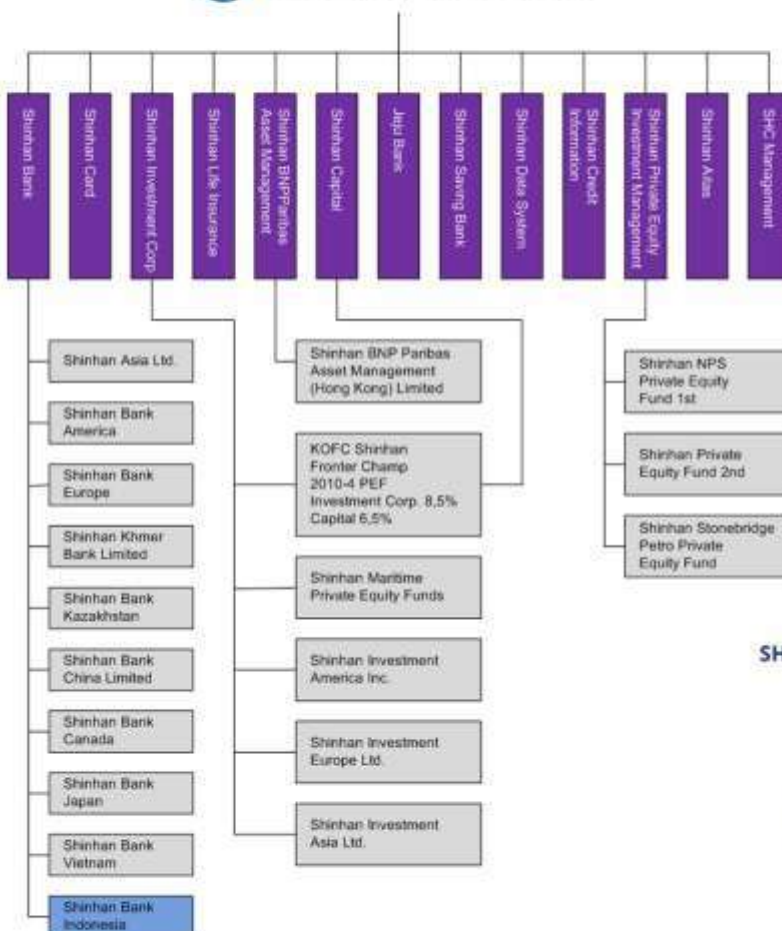 Shinhan Bank
Shinhan Card
Shinhan Investment Corp
Shinhan Life Insurance
Shinhan BNPParibas
Asset Management
Shinhan Capital
Jeju Bank
Shinhan Saving Bank
Shinhan Data System
Shinhan Credit
Information
Shinhan Private Equity
Investment Management
Shinhan Aitas
SHC Management
Shinhan Asia Ltd.
Shinhan Bank
America
Shinhan Bank
Europe
Shinhan Khmer
Bank Limited
Shinhan Bank
Kazakhstan
Shinhan Bank
China Limited
Shinhan Bank
Canada
Shinhan Bank
Japan
Shinhan Bank
Vietnam
Shinhan Bank
Indonesia
Shinhan BNP Paribas
Asset Management
(Hong Kong) Limited
KOFC Shinhan
Fronter Champ
2010-4 PEF
Investment Corp. 8,5%
Capital 6,5%
Shinhan Maritime
Private Equity Funds
Shinhan Investment
America Inc.
Shinhan Investment
Europe Ltd.
Shinhan Investment
Asia Ltd.
Shinhan NPS
Private Equity
Fund 1st
Shinhan Private
Equity Fund 2nd
Shinhan Stonebridge
Petro Private
Equity Fund
SH